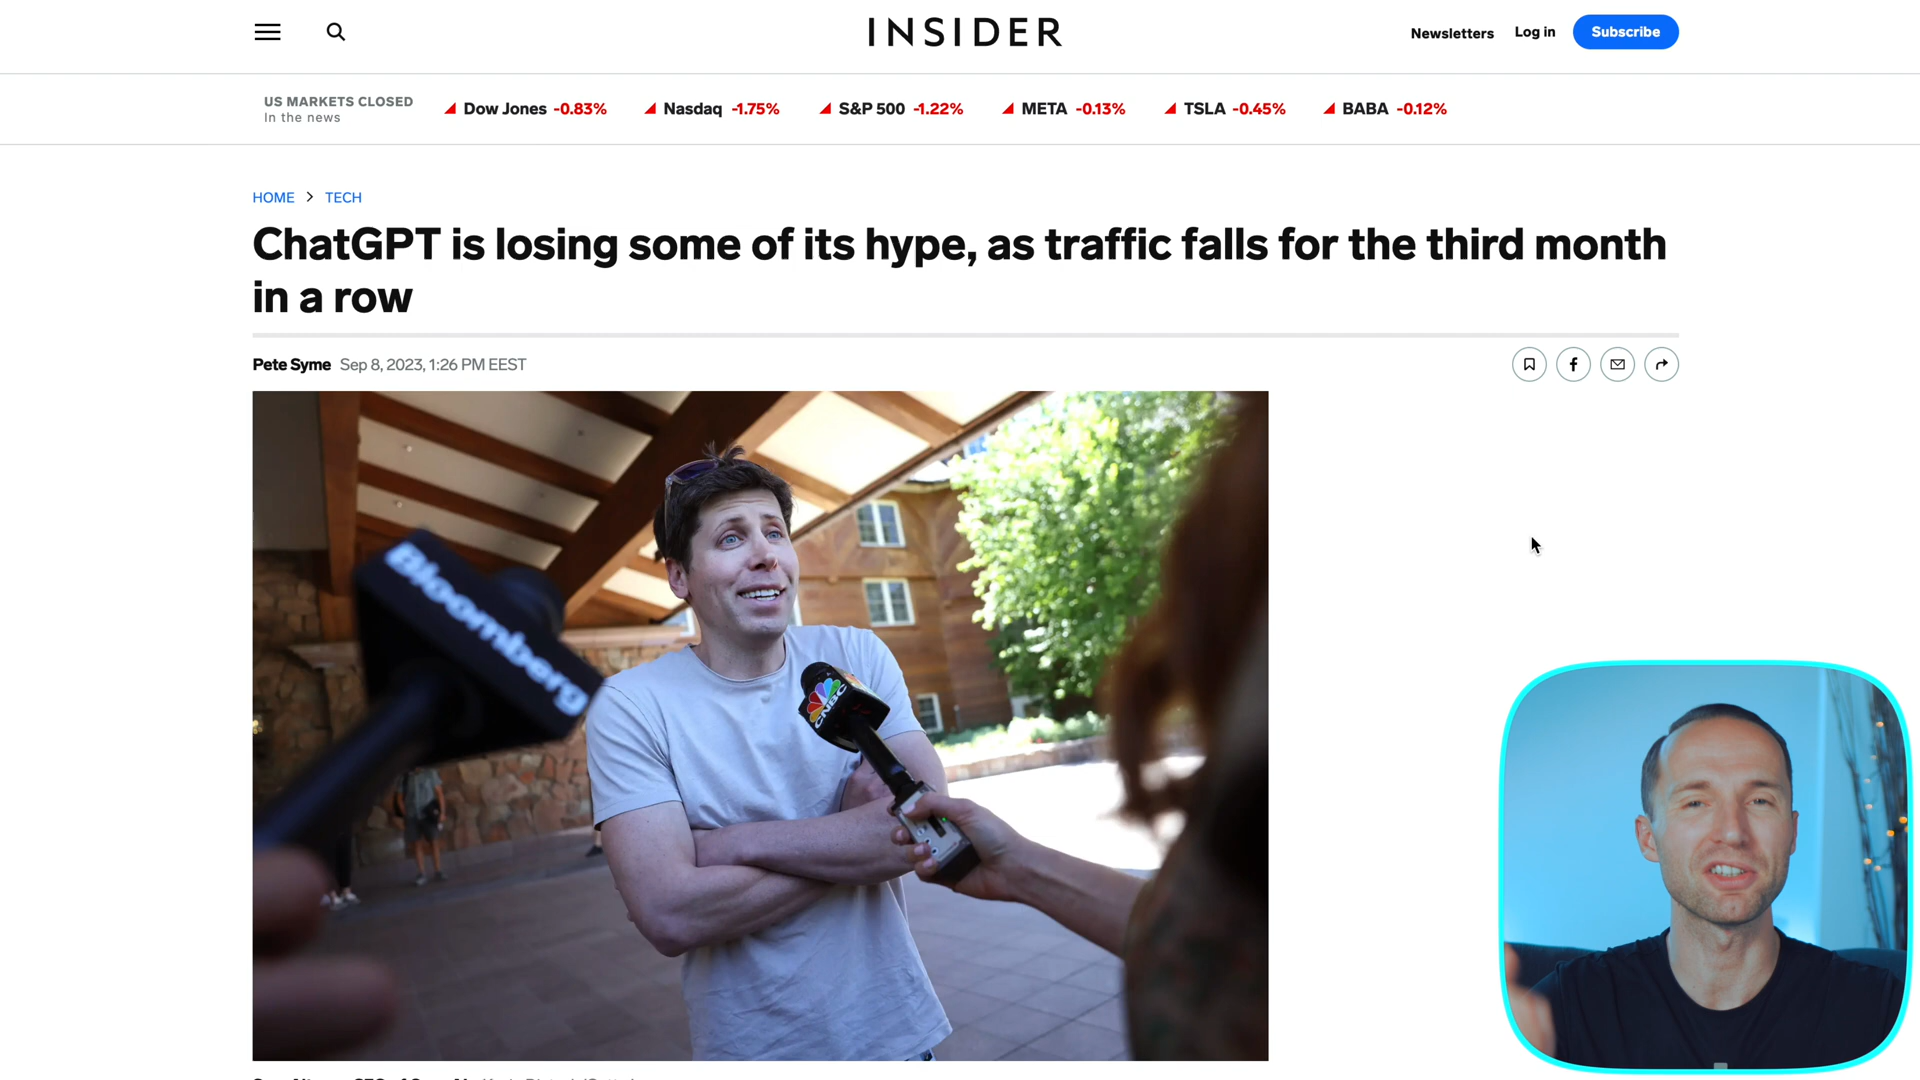 INSIDER
Newsletters
Log in
Subscribe
US MARKETS CLOSED
In the news
Dow Jones -0.83%
Nasdaq -1.75%
S&P 500 -1.22%
META -0.13%
TSLA -0.45%
BABA -0.12%
HOME > TECH
ChatGPT is losing some of its hype, as traffic falls for the third month
in a row
Pete Syme Sep 8, 2023, 1:26 PM EEST
Bloomberg
CNBC